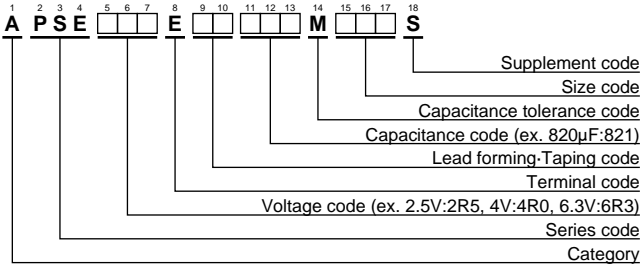 1 2 3 4 5 6 7 8 9 10 11 12 13 14 15 16 17 18
A PSE □□□ E □□ □□□ M □□□ S
Supplement code
Size code
Capacitance tolerance code
Capacitance code (ex. 820µF:821)
Lead forming·Taping code
Terminal code
Voltage code (ex. 2.5V:2R5, 4V:4R0, 6.3V:6R3)
Series code
Category